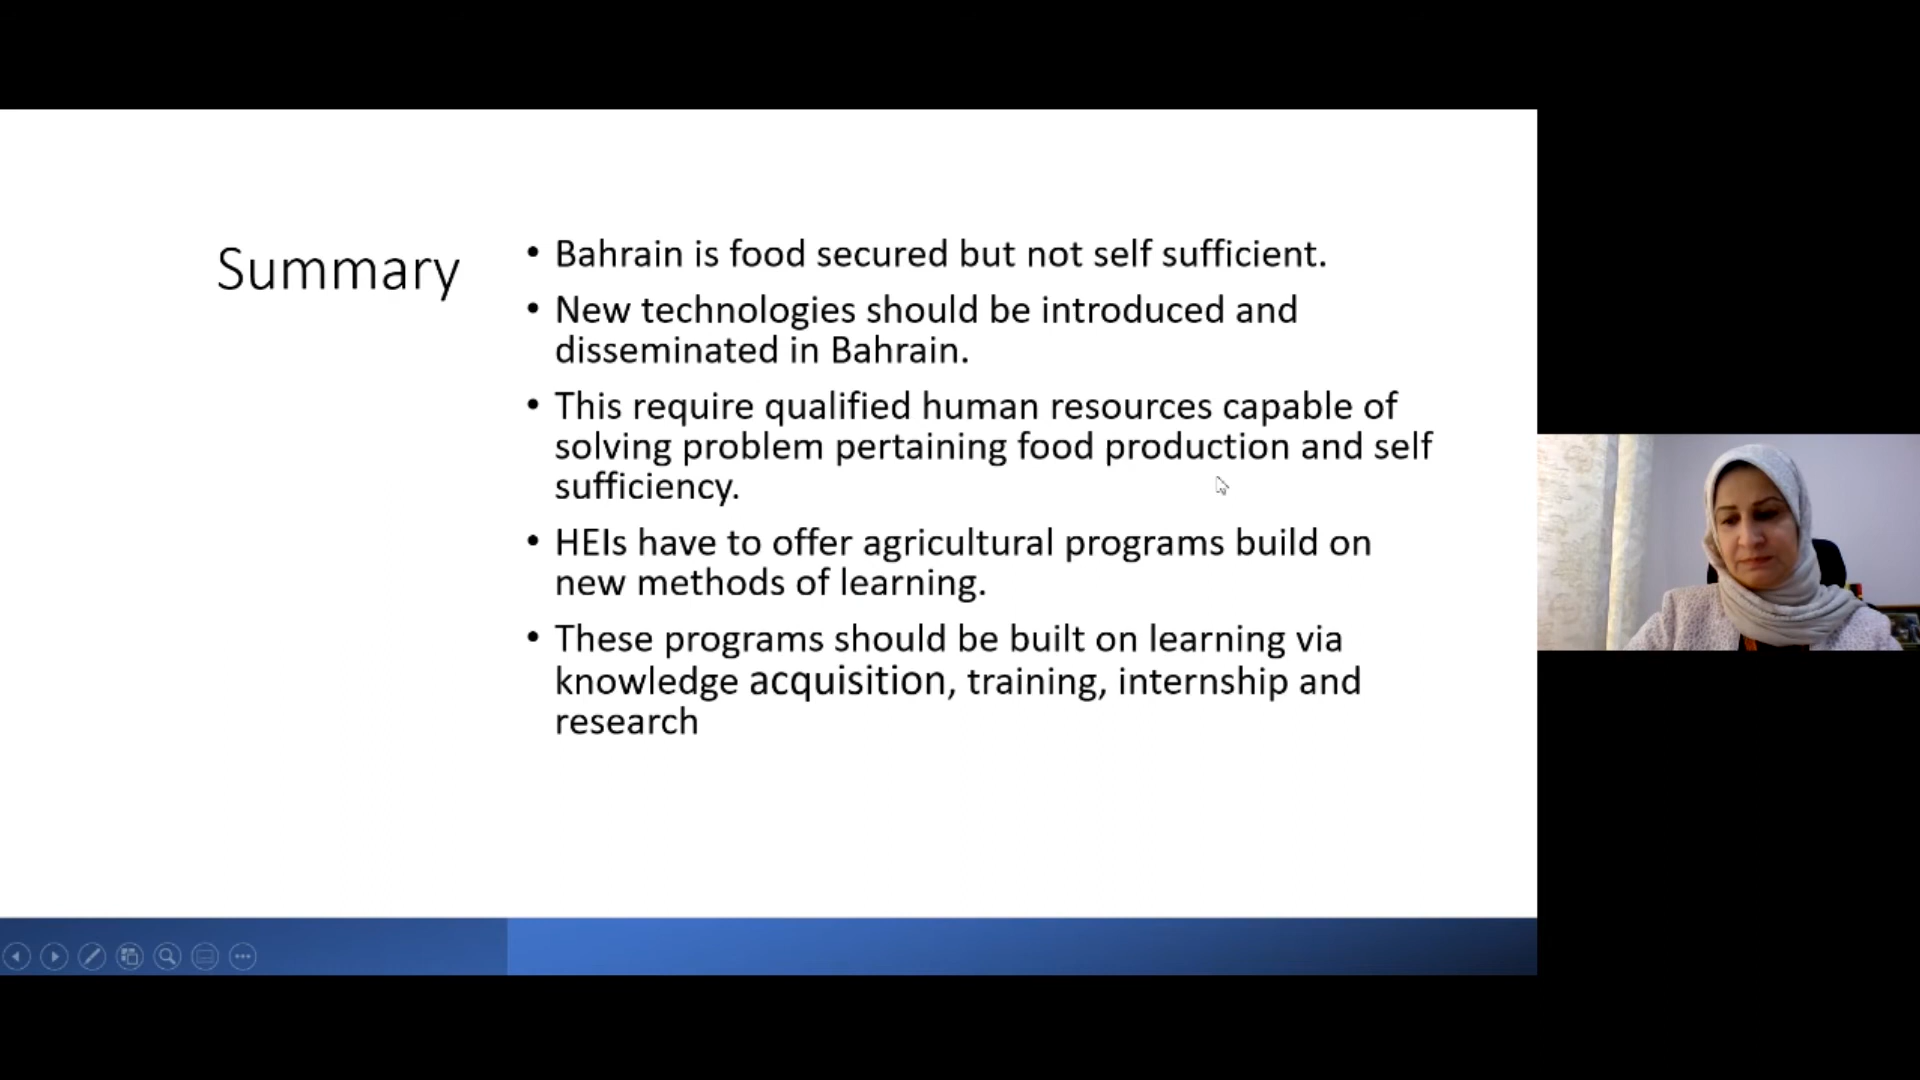 Summary
• Bahrain is food secured but not self sufficient.
• New technologies should be introduced and
disseminated in Bahrain.
• This require qualified human resources capable of
solving problem pertaining food production and self
sufficiency.
• HEIs have to offer agricultural programs build on
new methods of learning.
• These programs should be built on learning via
knowledge acquisition, training, internship and
research